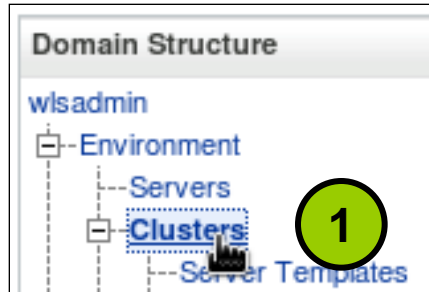 Domain Structure
wlsadmin
Environment
Servers
Clusters
1
Server Templates